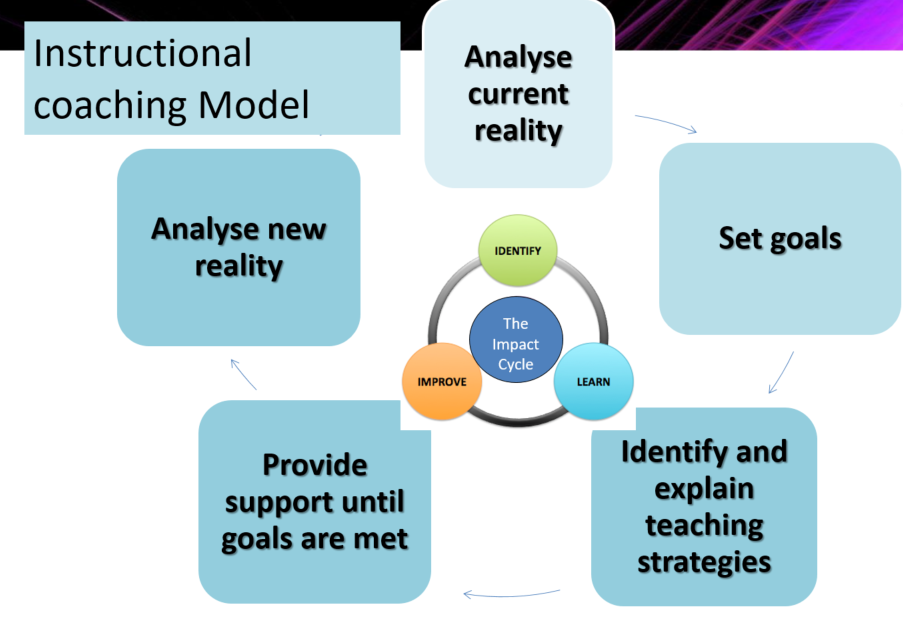 Instructional
coaching Model
Analyse
current
reality
Set goals
Identify and
explain
teaching
strategies
Provide
support until
goals are met
Analyse new
reality
IDENTIFY
The
Impact
Cycle
IMPROVE
LEARN